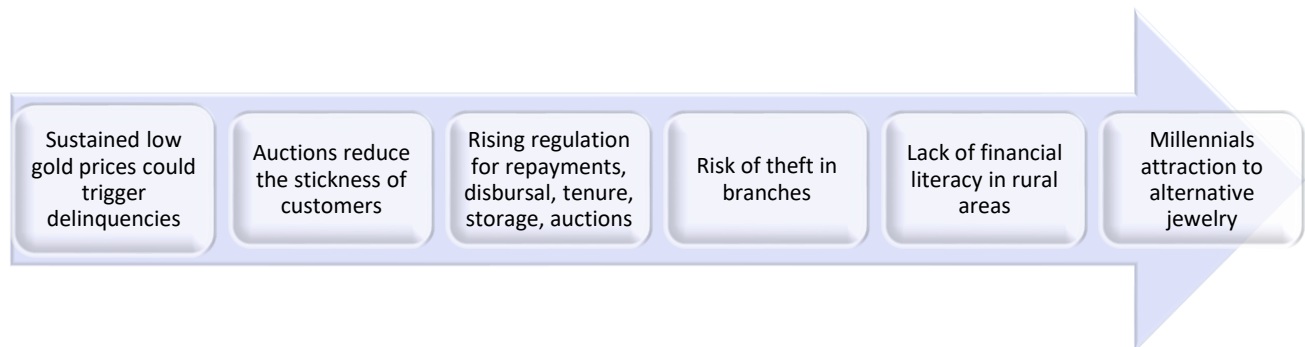 Sustained low
gold prices could
trigger
delinquencies
Auctions reduce
the stickness of
customers
Rising regulation
for repayments,
disbursal, tenure,
storage, auctions
Risk of theft in
branches
Lack of financial
literacy in rural
areas
Millennials
attraction to
alternative
jewelry